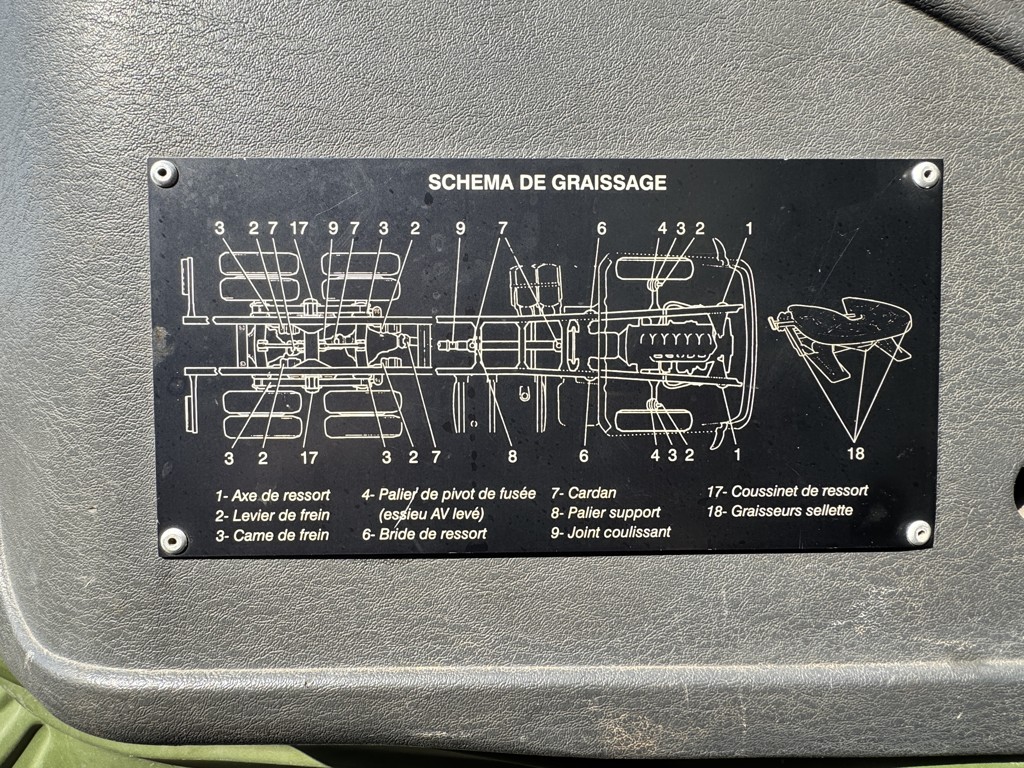 SCHEMA DE GRAISSAGE
3 2 7 17 9 7 3 2 9 7 6 4 3 2 1
3 2 17 3 2 7 8 6 4 3 2 1 18
1- Axe de ressort
2- Levier de frein
3- Came de frein
4- Palier de pivot de fusée
(essieu AV levé)
6- Bride de ressort
7- Cardan
8- Palier support
9- Joint coulissant
17- Coussinet de ressort
18- Graisseurs sellette